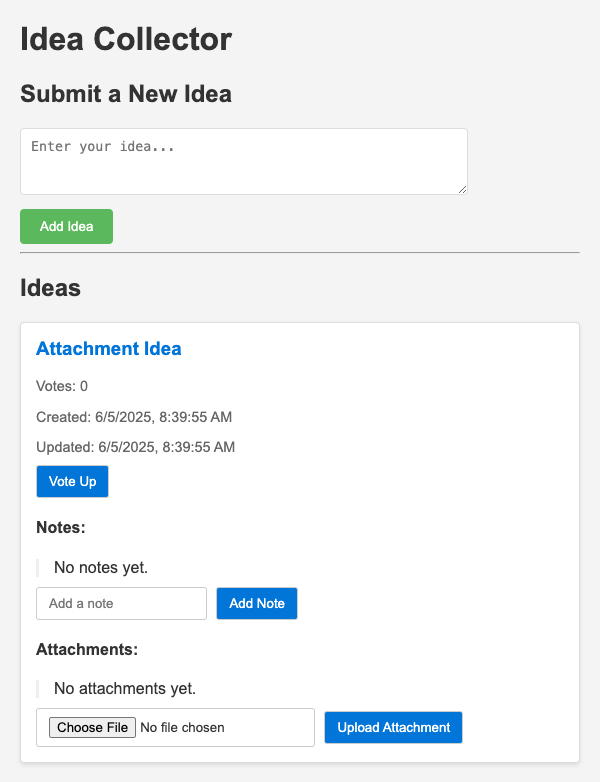 Idea Collector
Submit a New Idea
Enter your idea...
Add Idea
Ideas
Attachment Idea
Votes: 0
Created: 6/5/2025, 8:39:55 AM
Updated: 6/5/2025, 8:39:55 AM
Vote Up
Notes:
No notes yet.
Add a note Add Note
Attachments:
No attachments yet.
Choose File No file chosen Upload Attachment